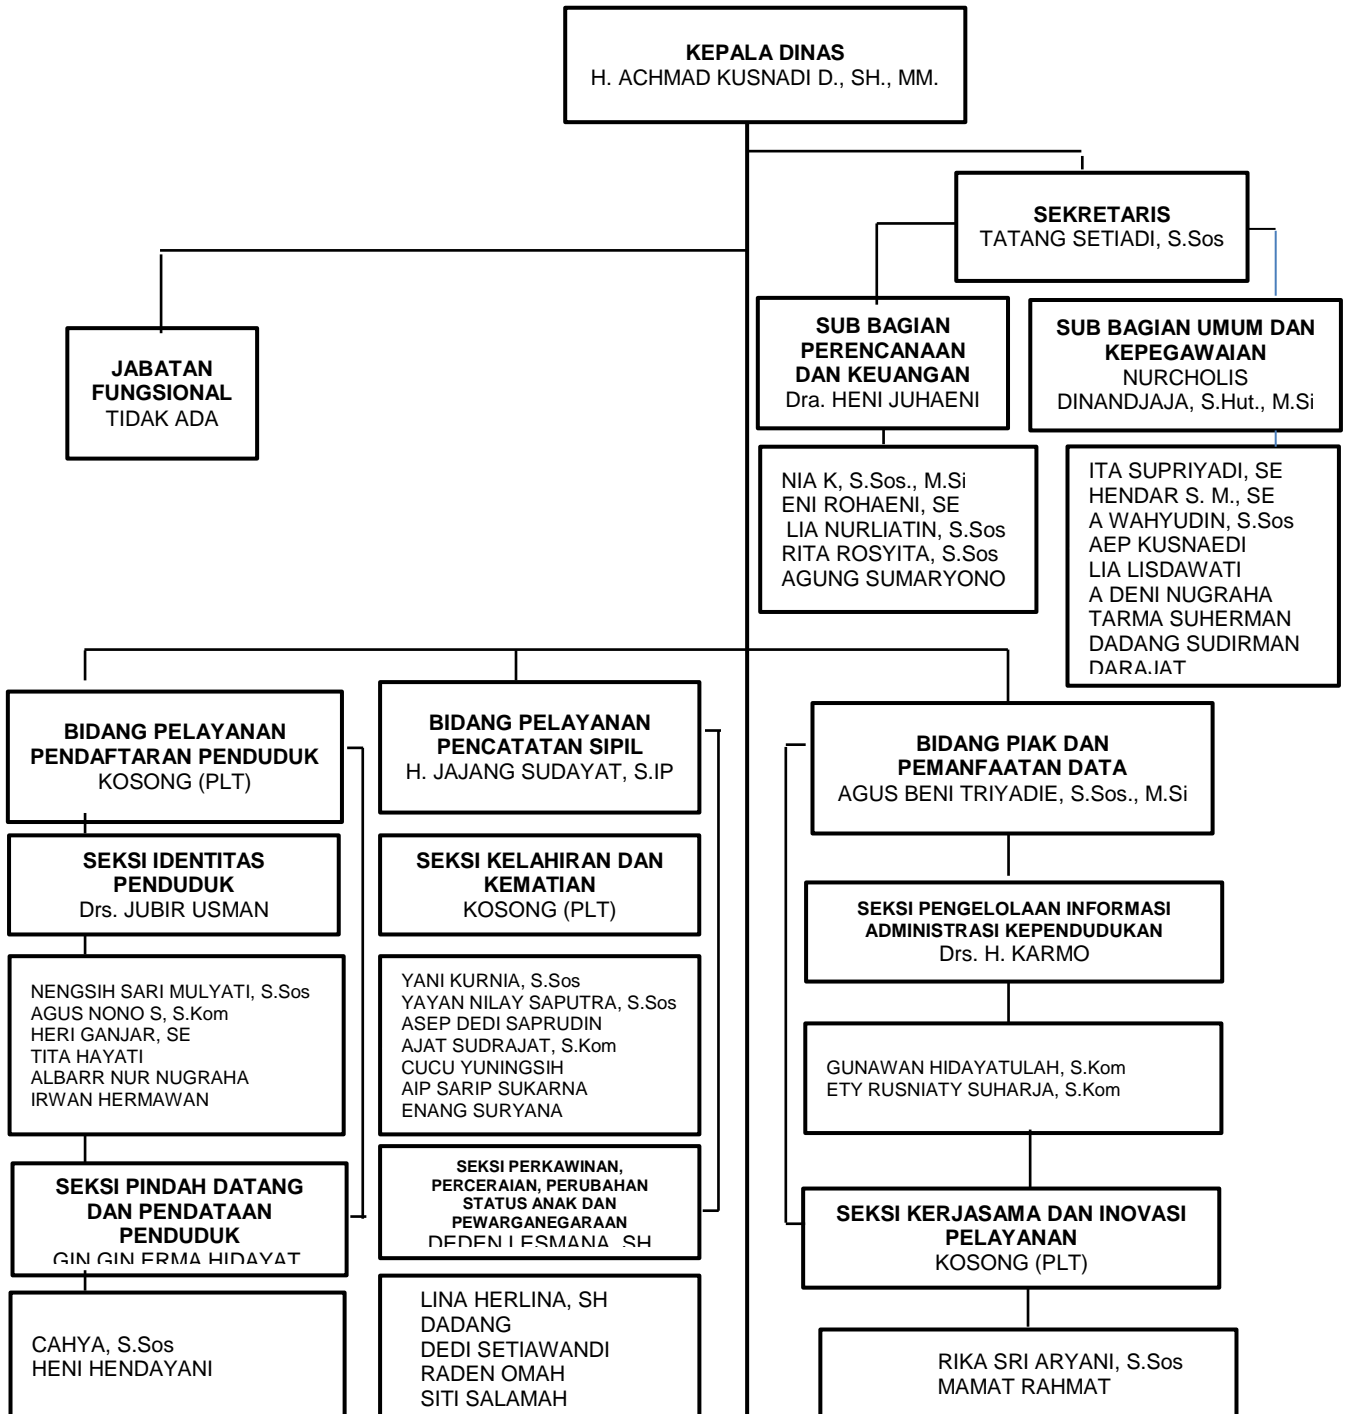 KEPALA DINAS
H. ACHMAD KUSNADI D., SH., MM.
SEKRETARIS
TATANG SETIADI, S.Sos
JABATAN
FUNGSIONAL
TIDAK ADA
SUB BAGIAN
PERENCANAAN
DAN KEUANGAN
Dra. HENI JUHAENI
SUB BAGIAN UMUM DAN
KEPEGAWAIAN
NURCHOLIS
DINANDJAJA, S.Hut., M.Si
NIA K, S.Sos., M.Si
ENI ROHAENI, SE
LIA NURLIATIN, S.Sos
RITA ROSYITA, S.Sos
AGUNG SUMARYONO
ITA SUPRIYADI, SE
HENDAR S. M., SE
A WAHYUDIN, S.Sos
AEP KUSNAEDI
LIA LISDAWATI
A DENI NUGRAHA
TARMA SUHERMAN
DADANG SUDIRMAN
DARAJAT
BIDANG PELAYANAN
PENDAFTARAN PENDUDUK
KOSONG (PLT)
SEKSI IDENTITAS
PENDUDUK
Drs. JUBIR USMAN
NENGSIH SARI MULYATI, S.Sos
AGUS NONO S, S.Kom
HERI GANJAR, SE
TITA HAYATI
ALBARR NUR NUGRAHA
IRWAN HERMAWAN
SEKSI PINDAH DATANG
DAN PENDATAAN
PENDUDUK
GIN GIN ERMA HIDAYAT
CAHYA, S.Sos
HENI HENDAYANI
BIDANG PELAYANAN
PENCATATAN SIPIL
H. JAJANG SUDAYAT, S.IP
SEKSI KELAHIRAN DAN
KEMATIAN
KOSONG (PLT)
YANI KURNIA, S.Sos
YAYAN NILAY SAPUTRA, S.Sos
ASEP DEDI SAPRUDIN
AJAT SUDRAJAT, S.Kom
CUCU YUNINGSIH
AIP SARIP SUKARNA
ENANG SURYANA
SEKSI PERKAWINAN,
PERCERAIAN, PERUBAHAN
STATUS ANAK DAN
PEWARGANEGARAAN
DEDEN LESMANA, SH
LINA HERLINA, SH
DADANG
DEDI SETIAWANDI
RADEN OMAH
SITI SALAMAH
BIDANG PIAK DAN
PEMANFAATAN DATA
AGUS BENI TRIYADIE, S.Sos., M.Si
SEKSI PENGELOLAAN INFORMASI
ADMINISTRASI KEPENDUDUKAN
Drs. H. KARMO
GUNAWAN HIDAYATULAH, S.Kom
ETY RUSNIATY SUHARJA, S.Kom
SEKSI KERJASAMA DAN INOVASI
PELAYANAN
KOSONG (PLT)
RIKA SRI ARYANI, S.Sos
MAMAT RAHMAT